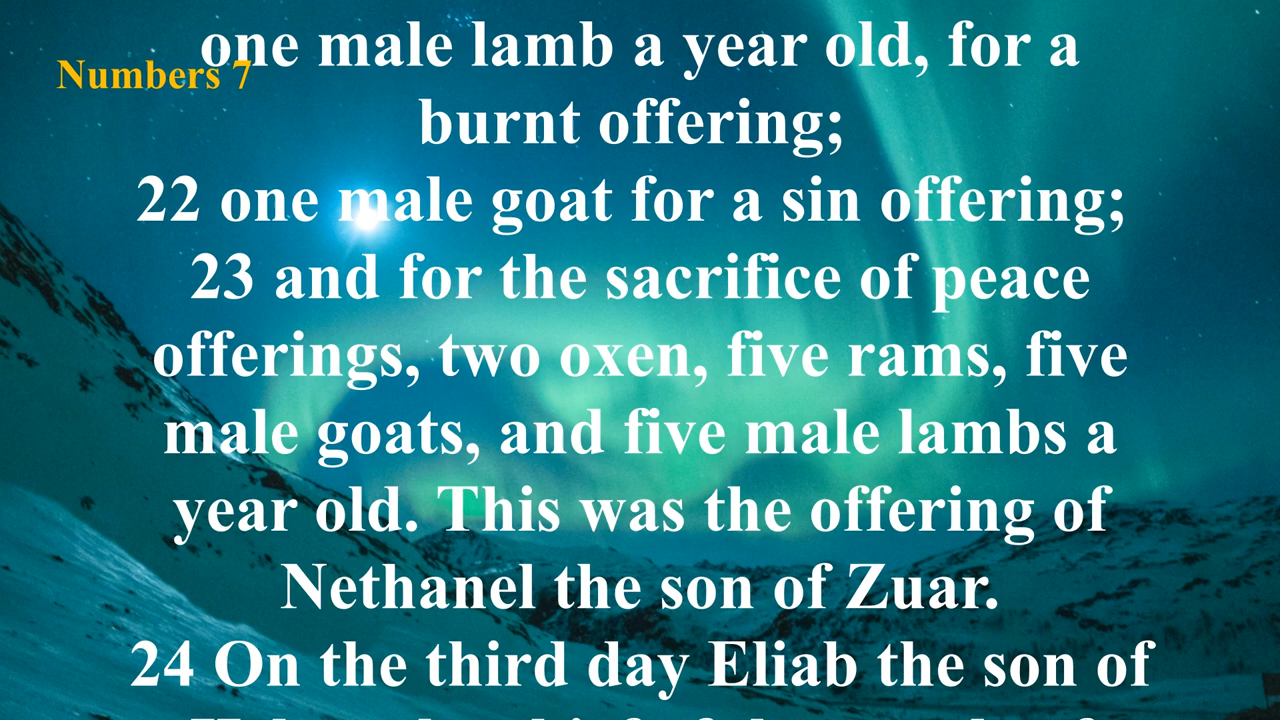 one male lamb a year old, for a
Numbers 7
burnt offering;
22 one male goat for a sin offering;
23 and for the sacrifice of peace
offerings, two oxen, five rams, five
male goats, and five male lambs a
year old. This was the offering of
Nethanel the son of Zuar.
24 On the third day Eliab the son of